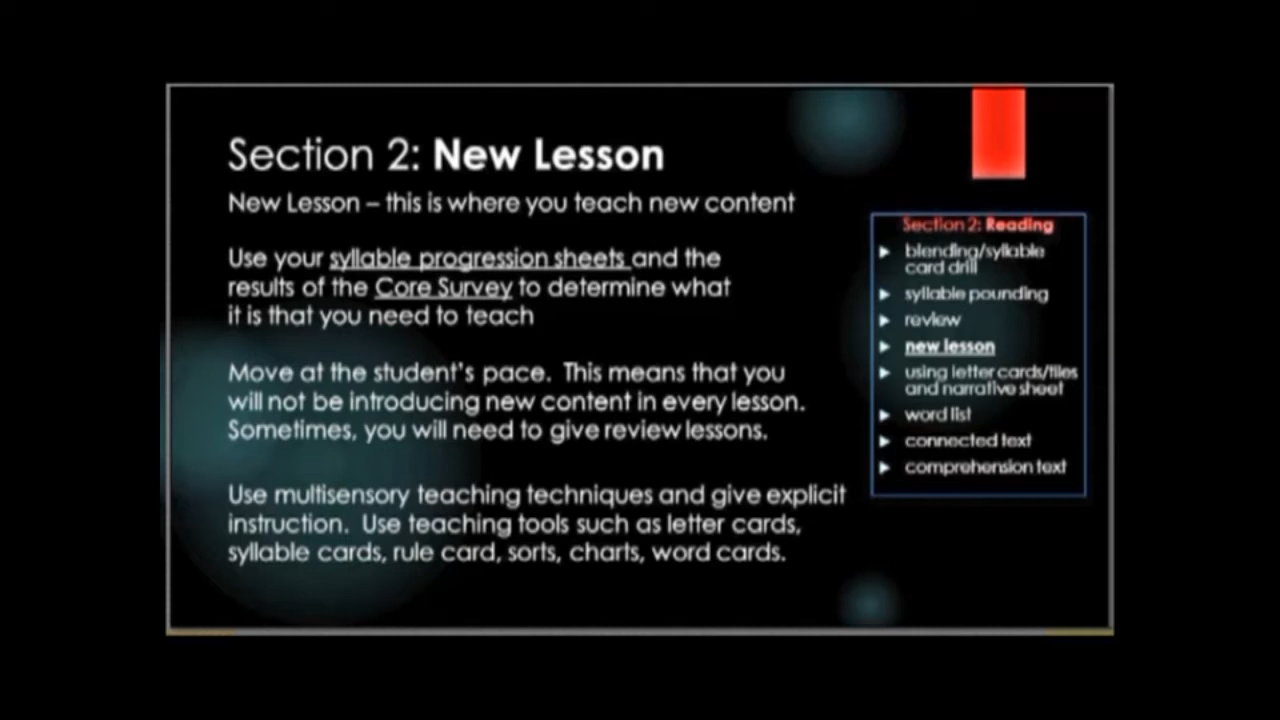 Section 2: New Lesson
New Lesson – this is where you teach new content
Use your syllable progression sheets and the
results of the Core Survey to determine what
it is that you need to teach
Move at the student's pace. This means that you
will not be introducing new content in every lesson.
Sometimes, you will need to give review lessons.
Use multisensory teaching techniques and give explicit
instruction. Use teaching tools such as letter cards,
syllable cards, rule card, sorts, charts, word cards.
Section 2: Reading
blending/syllable
card drill
syllable pounding
review
new lesson
using letter cards/tiles
and narrative sheet
word list
connected text
comprehension text